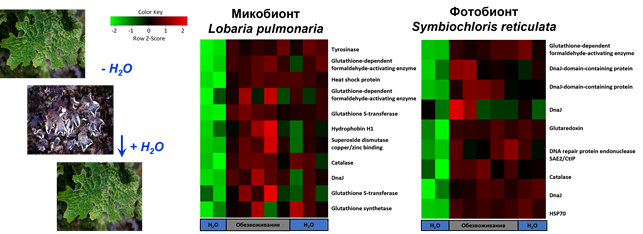 Color Key
-2 -1 0 1 2
Row Z-Score
- H₂O
+ H₂O
Микобионт
Lobaria pulmonaria
Tyrosinase
Glutathione-dependent
formaldehyde-activating enzyme
Heat shock protein
Glutathione-dependent
formaldehyde-activating enzyme
Glutathione S-transferase
Hydrophobin H1
Superoxide dismutase
copper/zinc binding
Catalase
DnaJ
Glutathione S-transferase
Glutathione synthetase
H₂O Обезвоживание H₂O
Фотобионт
Symbiochloris reticulata
Glutathione-dependent
formaldehyde-activating enzyme
DnaJ-domain-containing protein
DnaJ-domain-containing protein
DnaJ
Glutaredoxin
DNA repair protein endonuclease
SAE2/CtIP
Catalase
DnaJ
HSP70
H₂O Обезвоживание H₂O